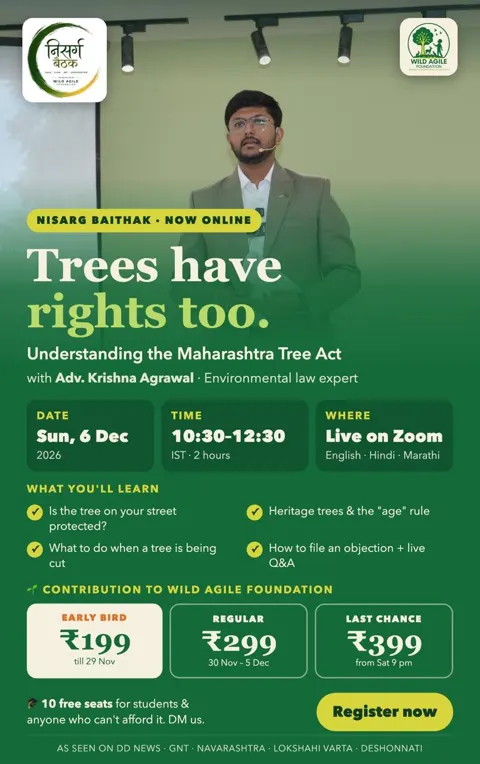 निसर्ग
बैठक
WILD AGILE
WILD AGILE
FOUNDATION
NISARG BAITHAK · NOW ONLINE
Trees have
rights too.
Understanding the Maharashtra Tree Act
with Adv. Krishna Agrawal · Environmental law expert
DATE
Sun, 6 Dec
2026
TIME
10:30–12:30
IST · 2 hours
WHERE
Live on Zoom
English · Hindi · Marathi
WHAT YOU'LL LEARN
Is the tree on your street
protected?
Heritage trees & the "age" rule
What to do when a tree is being
cut
How to file an objection + live
Q&A
CONTRIBUTION TO WILD AGILE FOUNDATION
EARLY BIRD
₹199
till 29 Nov
REGULAR
₹299
30 Nov – 5 Dec
LAST CHANCE
₹399
from Sat 9 pm
10 free seats for students &
anyone who can't afford it. DM us.
Register now
AS SEEN ON DD NEWS · GNT · NAVARASHTRA · LOKSHAHI VARTA · DESHONNATI